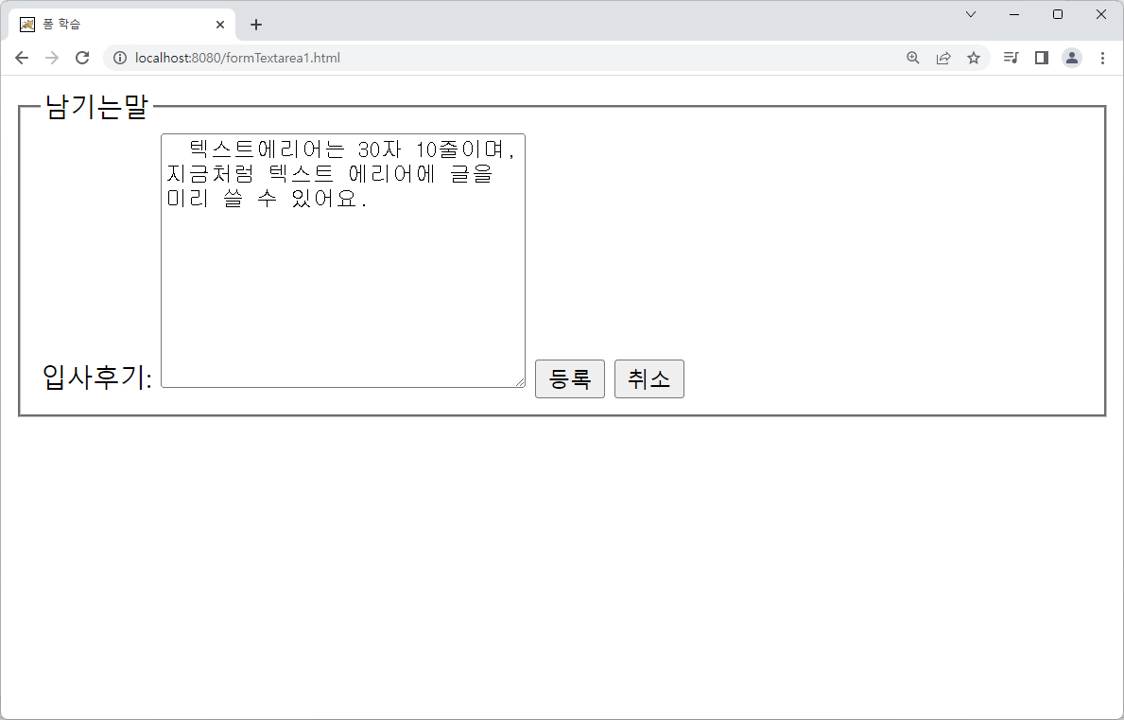 폼 학습
localhost:8080/formTextarea1.html
남기는말
텍스트에리어는 30자 10줄이며,
지금처럼 텍스트 에리어에 글을
미리 쓸 수 있어요.
입사후기: 등록 취소